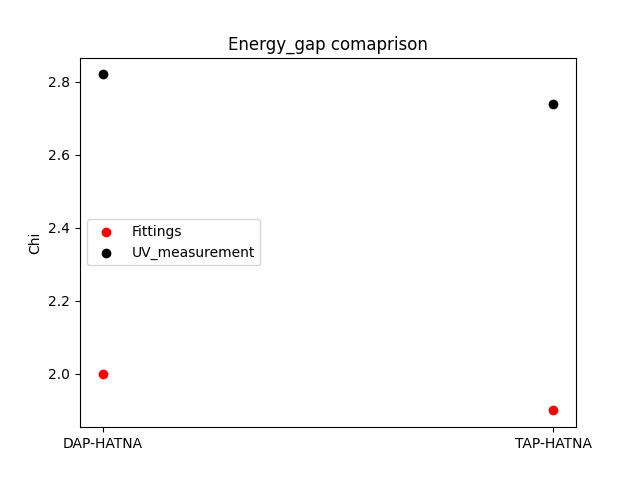 Energy_gap comaprison
2.8
2.6
2.4
2.2
2.0
Chi
Fittings
UV_measurement
DAP-HATNA
TAP-HATNA